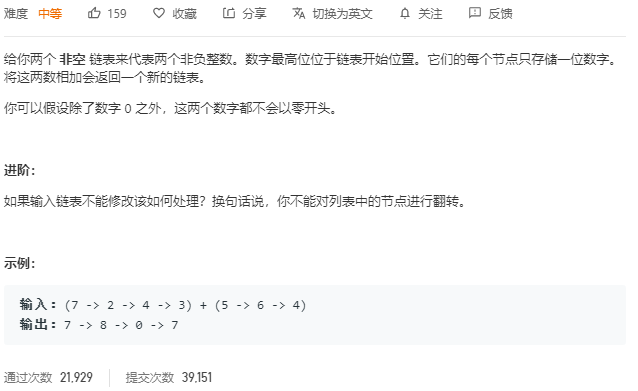 难度 中等 159 收藏 分享 切换为英文 关注 反馈
给你两个 非空 链表来代表两个非负整数。数字最高位位于链表开始位置。它们的每个节点只存储一位数字。
将这两数相加会返回一个新的链表。
你可以假设除了数字 0 之外，这两个数字都不会以零开头。
进阶：
如果输入链表不能修改该如何处理？换句话说，你不能对列表中的节点进行翻转。
示例：
输入：(7 -> 2 -> 4 -> 3) + (5 -> 6 -> 4)
输出：7 -> 8 -> 0 -> 7
通过次数 21,929 提交次数 39,151